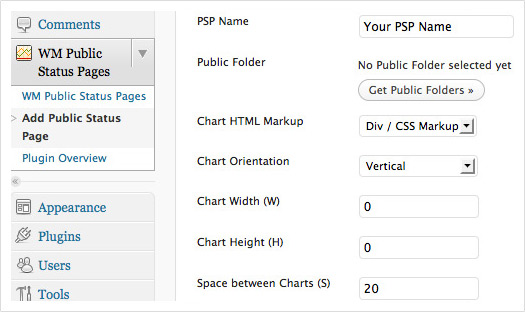 Comments
WM Public
Status Pages
WM Public Status Pages
> Add Public Status
Page
Plugin Overview
«
Appearance
Plugins
Users
Tools
PSP Name
Your PSP Name
Public Folder
No Public Folder selected yet
Get Public Folders »
Chart HTML Markup
Div / CSS Markup
Chart Orientation
Vertical
Chart Width (W)
0
Chart Height (H)
0
Space between Charts (S)
20